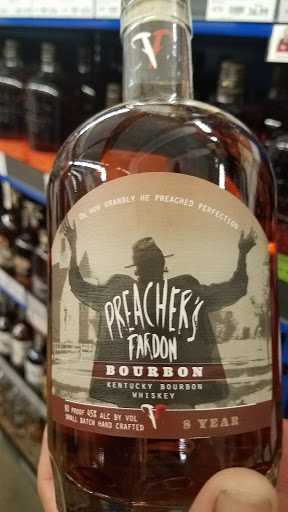 OH, HOW GRANDLY HE PREACHED PERFECTION
PREACHER'S
PARDON
BOURBON
KENTUCKY BOURBON
WHISKEY
90 PROOF 45% ALC BY VOL
SMALL BATCH HAND CRAFTED
8 YEAR